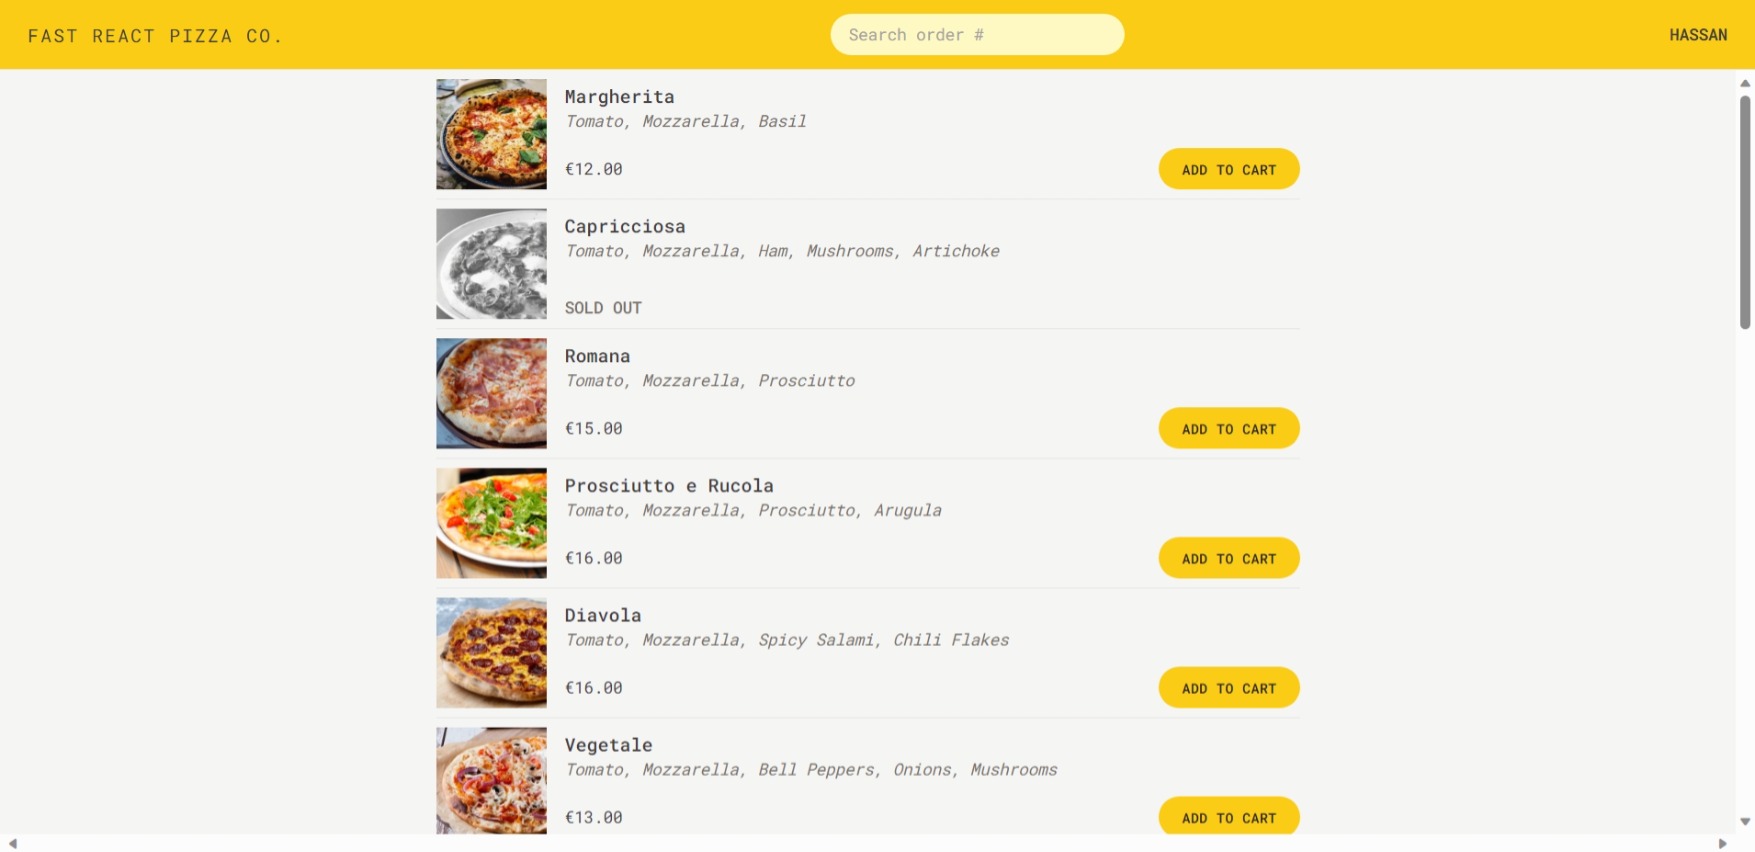 FAST REACT PIZZA CO.
Search order #
HASSAN
Margherita
Tomato, Mozzarella, Basil
€12.00
ADD TO CART
Capricciosa
Tomato, Mozzarella, Ham, Mushrooms, Artichoke
SOLD OUT
Romana
Tomato, Mozzarella, Prosciutto
€15.00
ADD TO CART
Prosciutto e Rucola
Tomato, Mozzarella, Prosciutto, Arugula
€16.00
ADD TO CART
Diavola
Tomato, Mozzarella, Spicy Salami, Chili Flakes
€16.00
ADD TO CART
Vegetale
Tomato, Mozzarella, Bell Peppers, Onions, Mushrooms
€13.00
ADD TO CART